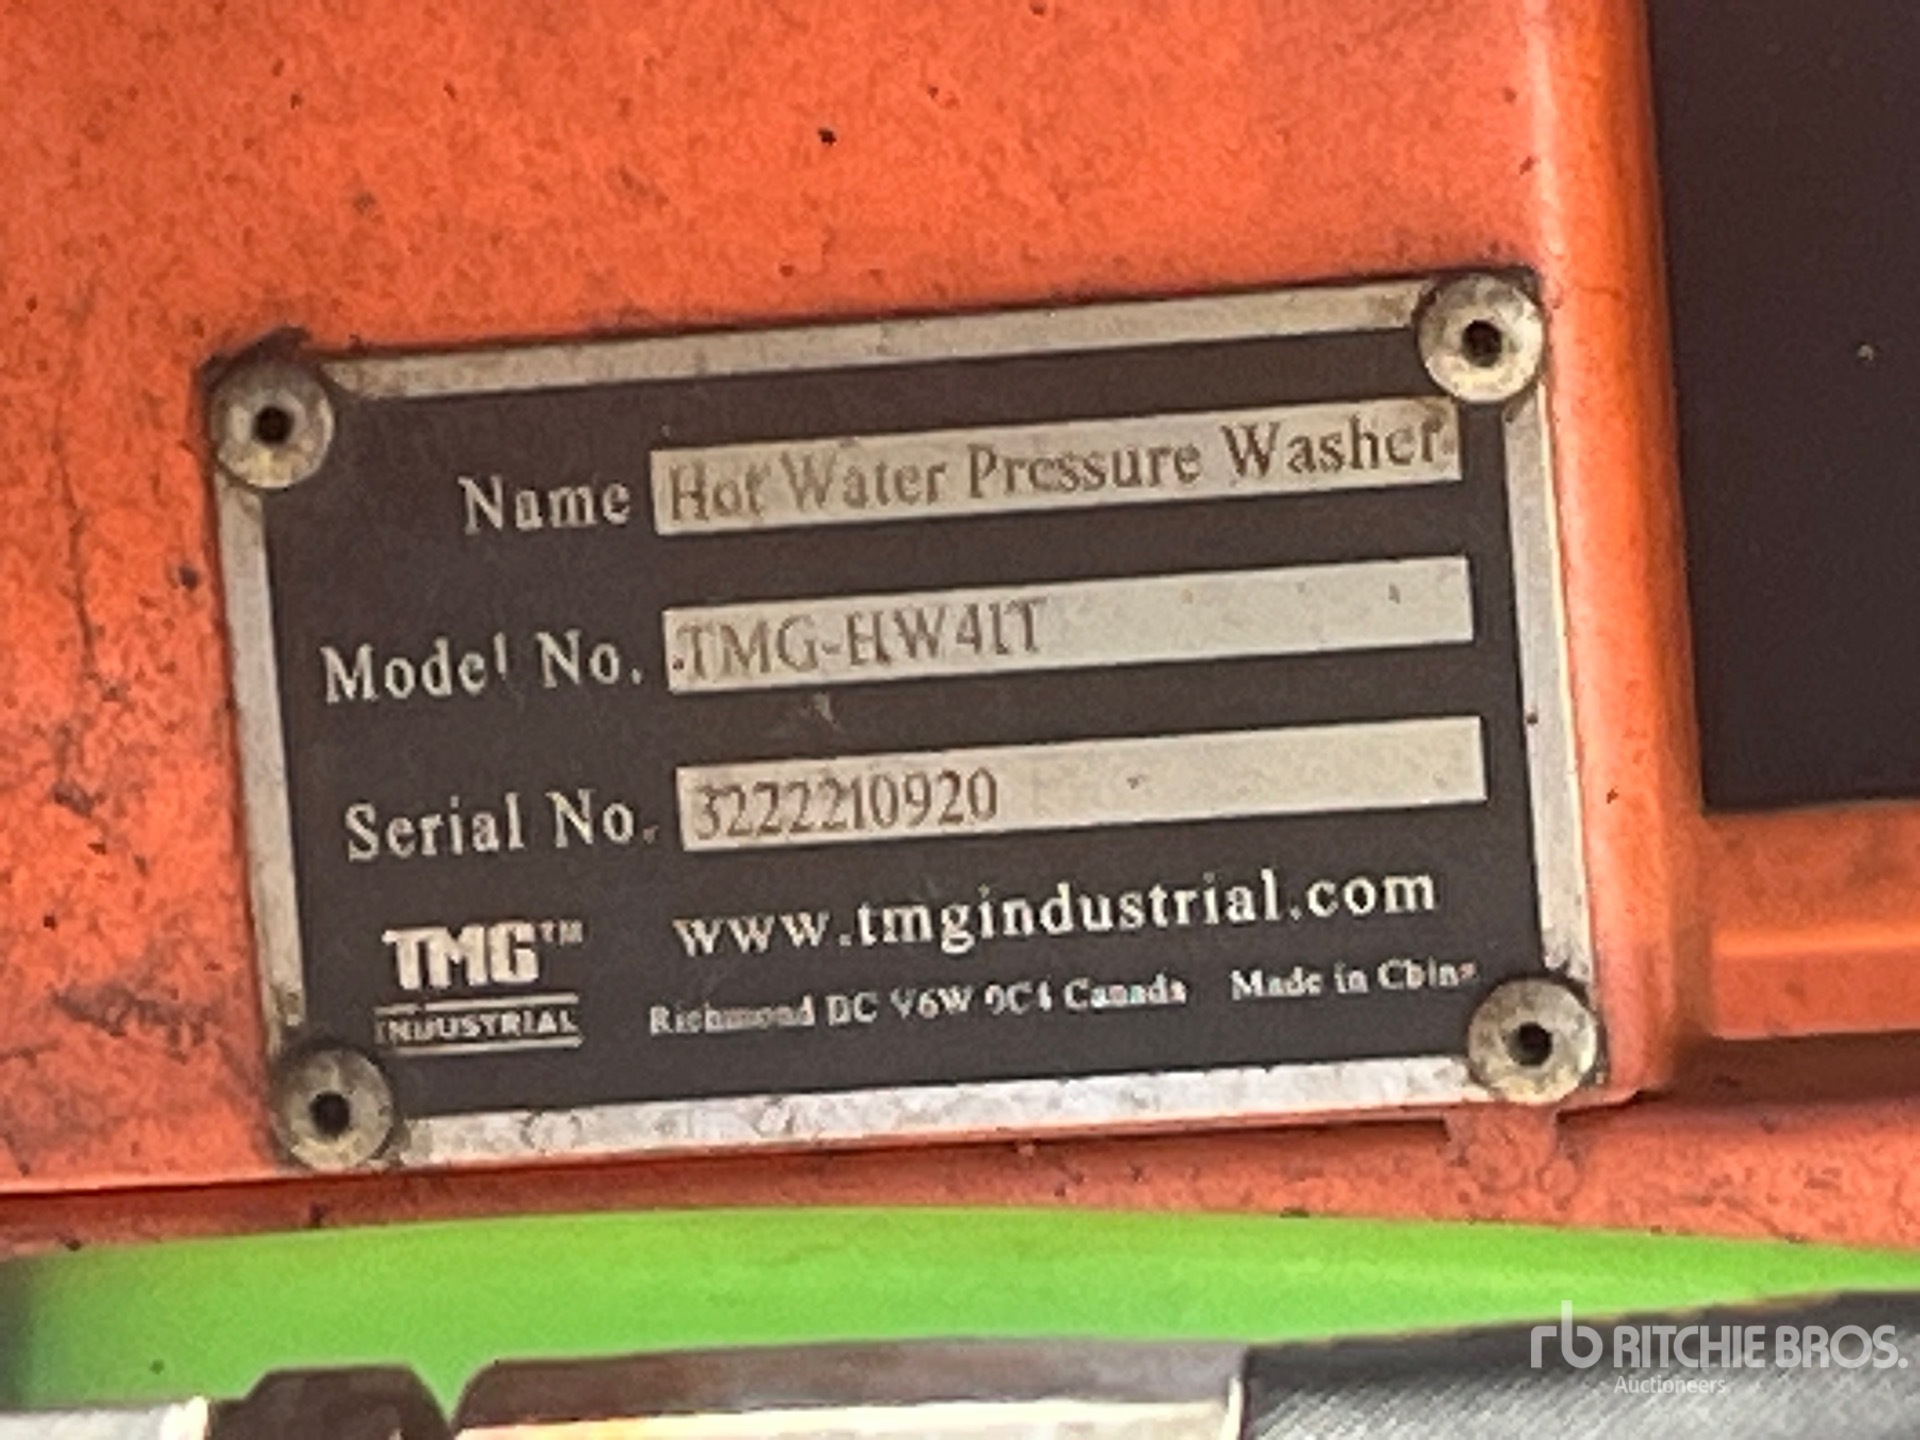 Name Hot Water Pressure Washer
Model No. TMG-HW41T
Serial No. 3222210920
TMG™
INDUSTRIAL
www.tmgindustrial.com
Richmond BC V6W 0C4 Canada Made in China
rb RITCHIE BROS.
Auctioneers